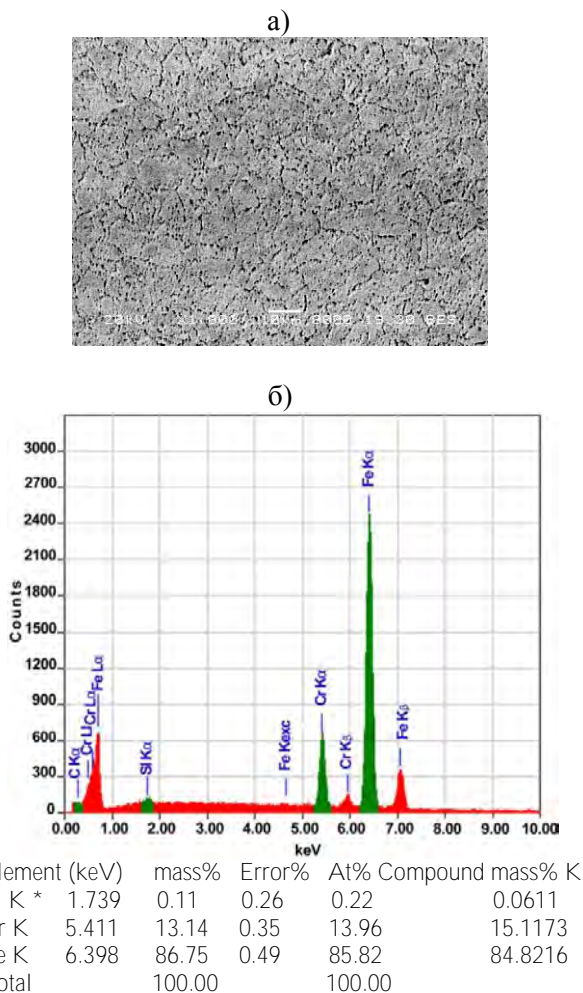 а)
20kV
б)
3000
2700
2400
2100
1800
1500
1200
900
600
300
0
Counts
C Kα
Cr Ll
Cr Lα
Fe Lα
SI Kα
Fe Kexc
Cr Kα
Cr Kβ
Fe Kα
Fe Kβ
0.00 1.00 2.00 3.00 4.00 5.00 6.00 7.00 8.00 9.00 10.00
keV
lement (keV) mass% Error% At% Compound mass% K
K * 1.739 0.11 0.26 0.22 0.0611
r K 5.411 13.14 0.35 13.96 15.1173
e K 6.398 86.75 0.49 85.82 84.8216
otal 100.00 100.00